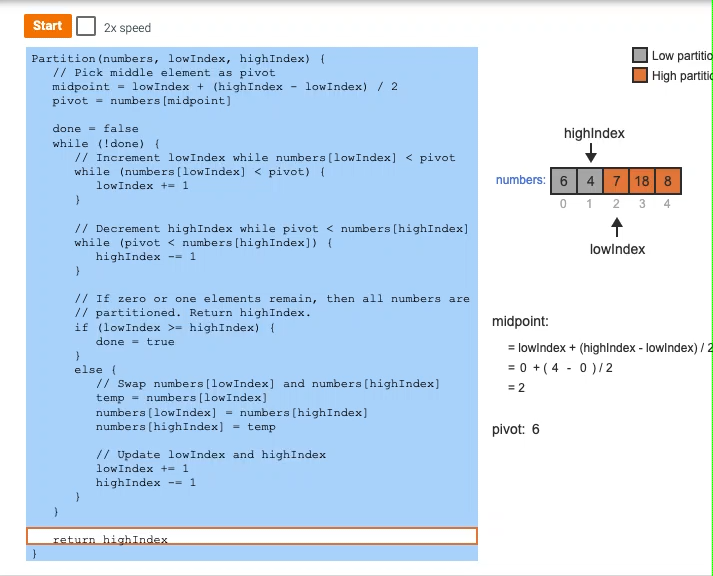 Start 2x speed
Partition(numbers, lowIndex, highIndex) {
// Pick middle element as pivot
midpoint = lowIndex + (highIndex - lowIndex) / 2
pivot = numbers[midpoint]
done = false
while (!done) {
// Increment lowIndex while numbers[lowIndex] < pivot
while (numbers[lowIndex] < pivot) {
lowIndex += 1
}
// Decrement highIndex while pivot < numbers[highIndex]
while (pivot < numbers[highIndex]) {
highIndex -= 1
}
// If zero or one elements remain, then all numbers are
// partitioned. Return highIndex.
if (lowIndex >= highIndex) {
done = true
}
else {
// Swap numbers[lowIndex] and numbers[highIndex]
temp = numbers[lowIndex]
numbers[lowIndex] = numbers[highIndex]
numbers[highIndex] = temp
// Update lowIndex and highIndex
lowIndex += 1
highIndex -= 1
}
}
return highIndex
}
Low partitio
High partitio
highIndex
numbers: 6 4 7 18 8
0 1 2 3 4
lowIndex
midpoint:
= lowIndex + (highIndex - lowIndex) / 2
= 0 + ( 4 - 0 ) / 2
= 2
pivot: 6